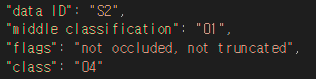 "data ID": "S2",
"middle classification": "01",
"flags": "not occluded, not truncated",
"class": "04"